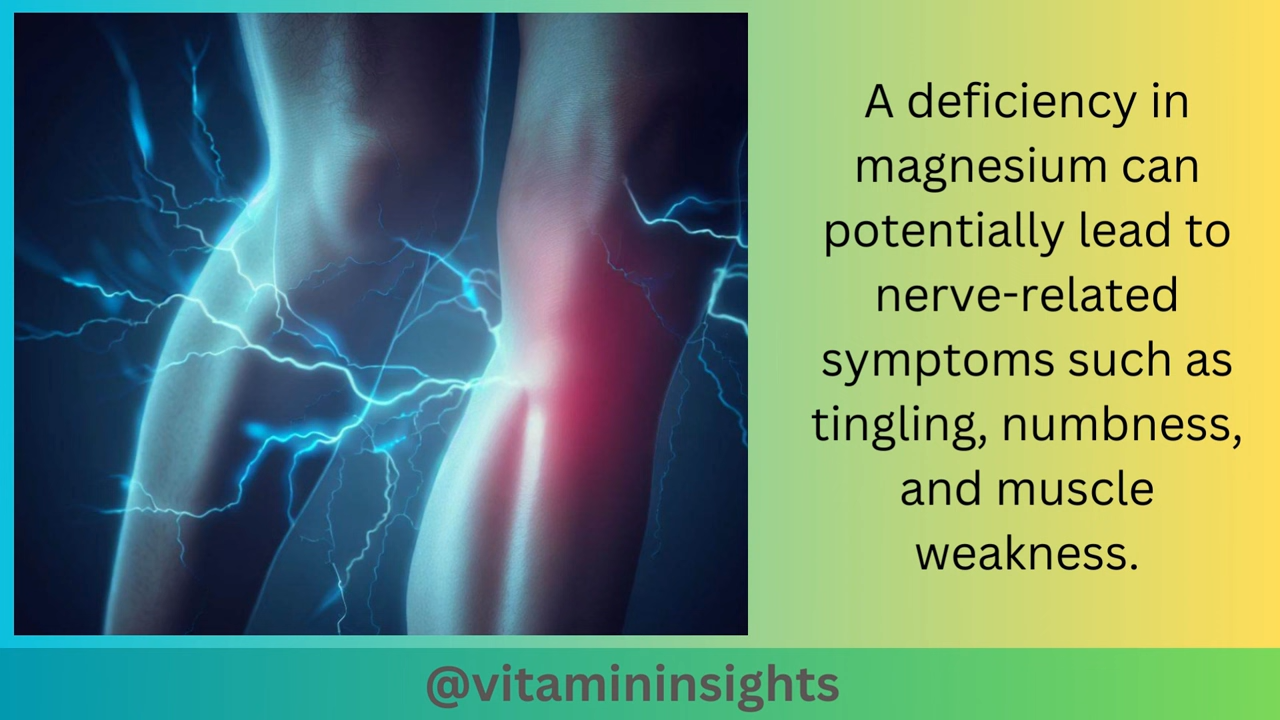 A deficiency in
magnesium can
potentially lead to
nerve-related
symptoms such as
tingling, numbness,
and muscle
weakness.
@vitamininsights